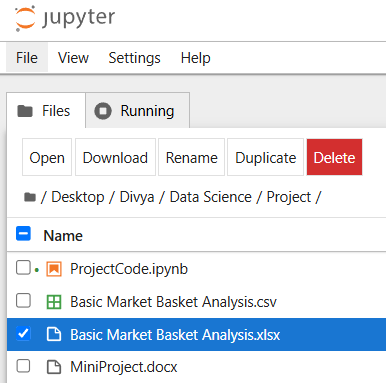 jupyter
File View Settings Help
Files Running
Open Download Rename Duplicate Delete
/ Desktop / Divya / Data Science / Project /
Name
ProjectCode.ipynb
Basic Market Basket Analysis.csv
Basic Market Basket Analysis.xlsx
MiniProject.docx